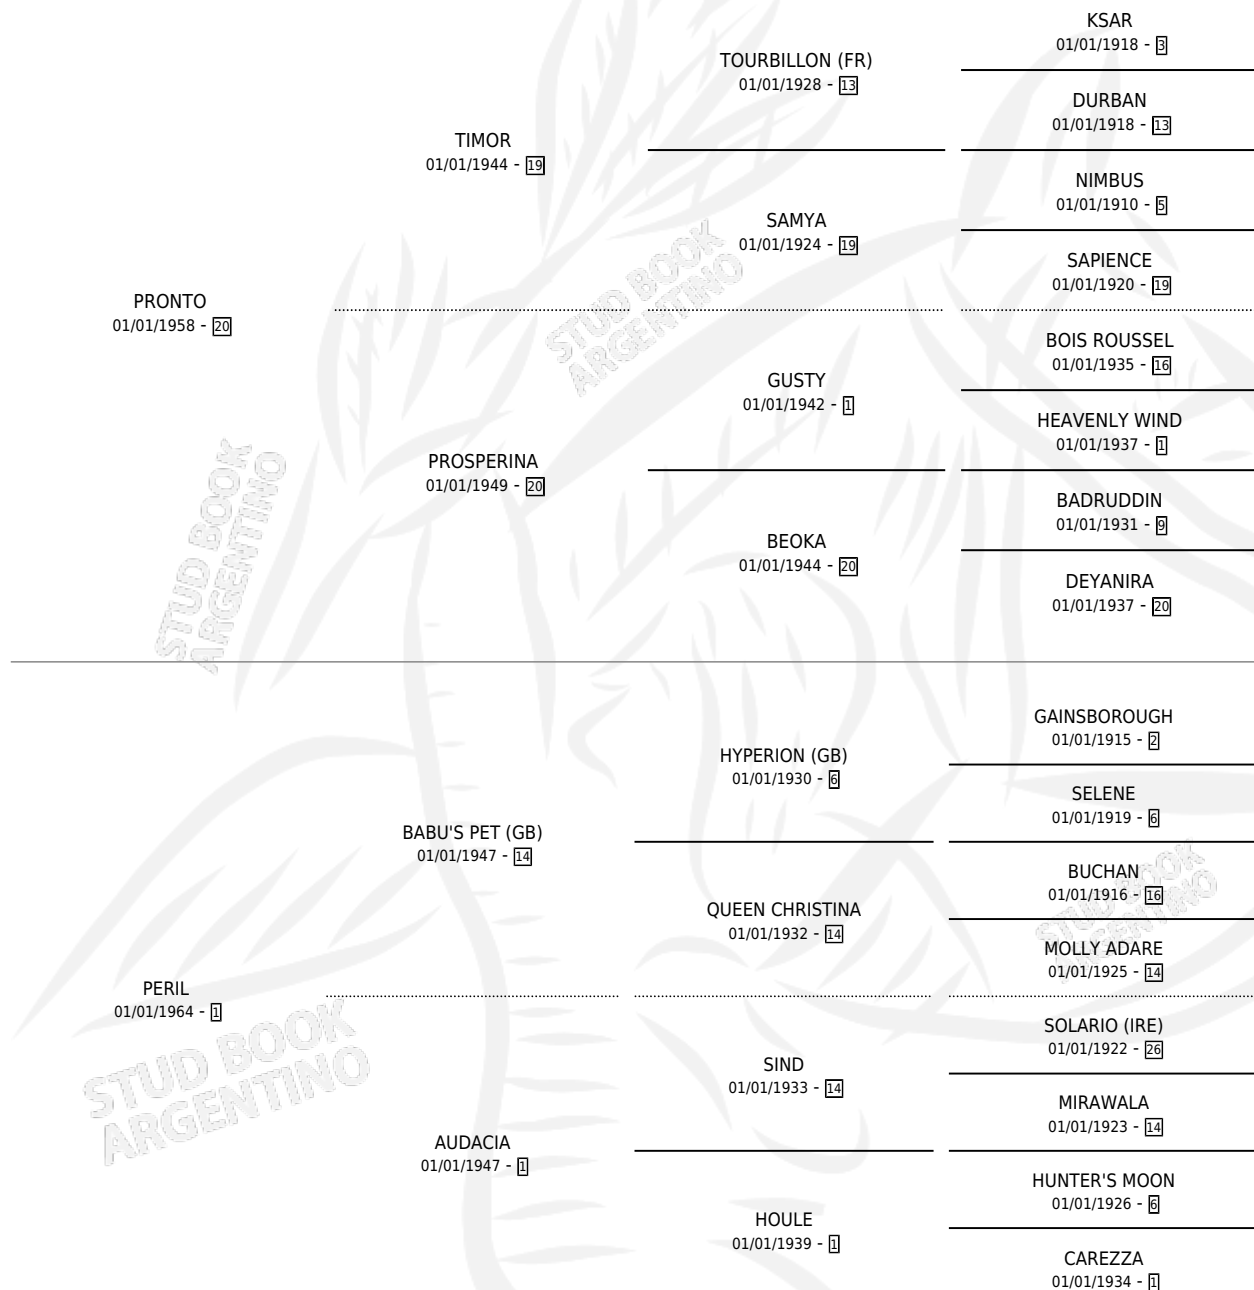 KSAR
01/01/1918 - 3
TOURBILLON (FR)
01/01/1928 - 13
DURBAN
01/01/1918 - 13
TIMOR
01/01/1944 - 19
NIMBUS
01/01/1910 - 5
SAMYA
01/01/1924 - 19
SAPIENCE
01/01/1920 - 19
PRONTO
01/01/1958 - 20
BOIS ROUSSEL
01/01/1935 - 16
GUSTY
01/01/1942 - 1
HEAVENLY WIND
01/01/1937 - 1
PROSPERINA
01/01/1949 - 20
BADRUDDIN
01/01/1931 - 9
BEOKA
01/01/1944 - 20
DEYANIRA
01/01/1937 - 20
GAINSBOROUGH
01/01/1915 - 2
HYPERION (GB)
01/01/1930 - 6
SELENE
01/01/1919 - 6
BABU'S PET (GB)
01/01/1947 - 14
BUCHAN
01/01/1916 - 16
QUEEN CHRISTINA
01/01/1932 - 14
MOLLY ADARE
01/01/1925 - 14
PERIL
01/01/1964 - 1
SOLARIO (IRE)
01/01/1922 - 26
SIND
01/01/1933 - 14
MIRAWALA
01/01/1923 - 14
AUDACIA
01/01/1947 - 1
HUNTER'S MOON
01/01/1926 - 6
HOULE
01/01/1939 - 1
CAREZZA
01/01/1934 - 1
STUD BOOK
ARGENTINO
STUD BOOK
ARGENTINO
STUD BOOK
ARGENTINO
STUD BOOK
ARGENTINO